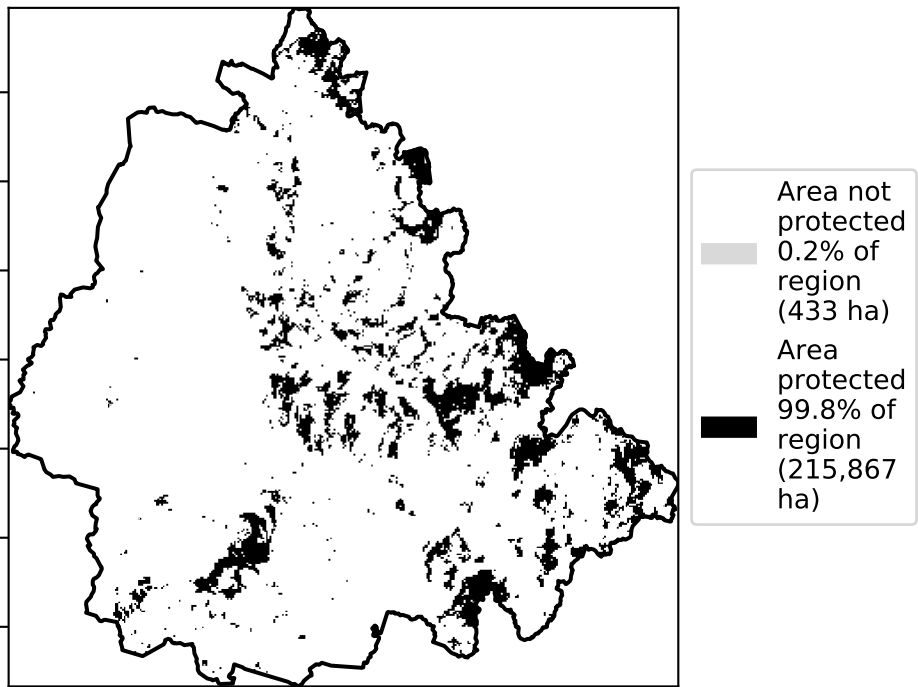 Area not
protected
0.2% of
region
(433 ha)
Area
protected
99.8% of
region
(215,867
ha)